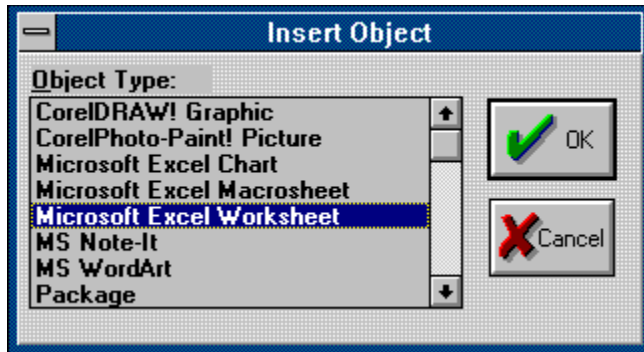 Insert Object
Object Type:
CorelDRAW! Graphic
CorelPhoto-Paint! Picture
Microsoft Excel Chart
Microsoft Excel Macrosheet
Microsoft Excel Worksheet
MS Note-It
MS WordArt
Package
OK
Cancel